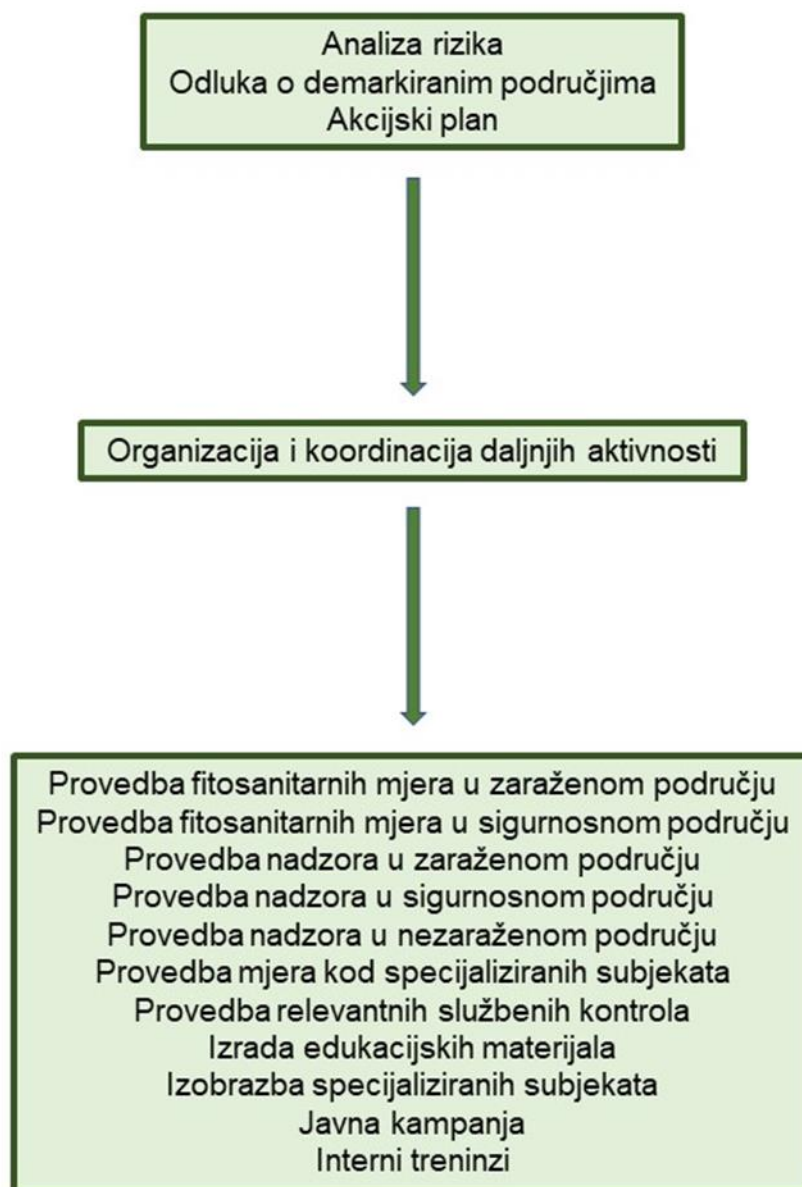 Analiza rizika
Odluka o demarkiranim područjima
Akcijski plan
Organizacija i koordinacija daljnjih aktivnosti
Provedba fitosanitarnih mjera u zaraženom području
Provedba fitosanitarnih mjera u sigurnosnom području
Provedba nadzora u zaraženom području
Provedba nadzora u sigurnosnom području
Provedba nadzora u nezaraženom području
Provedba mjera kod specijaliziranih subjekata
Provedba relevantnih službenih kontrola
Izrada edukacijskih materijala
Izobrazba specijaliziranih subjekata
Javna kampanja
Interni treninzi